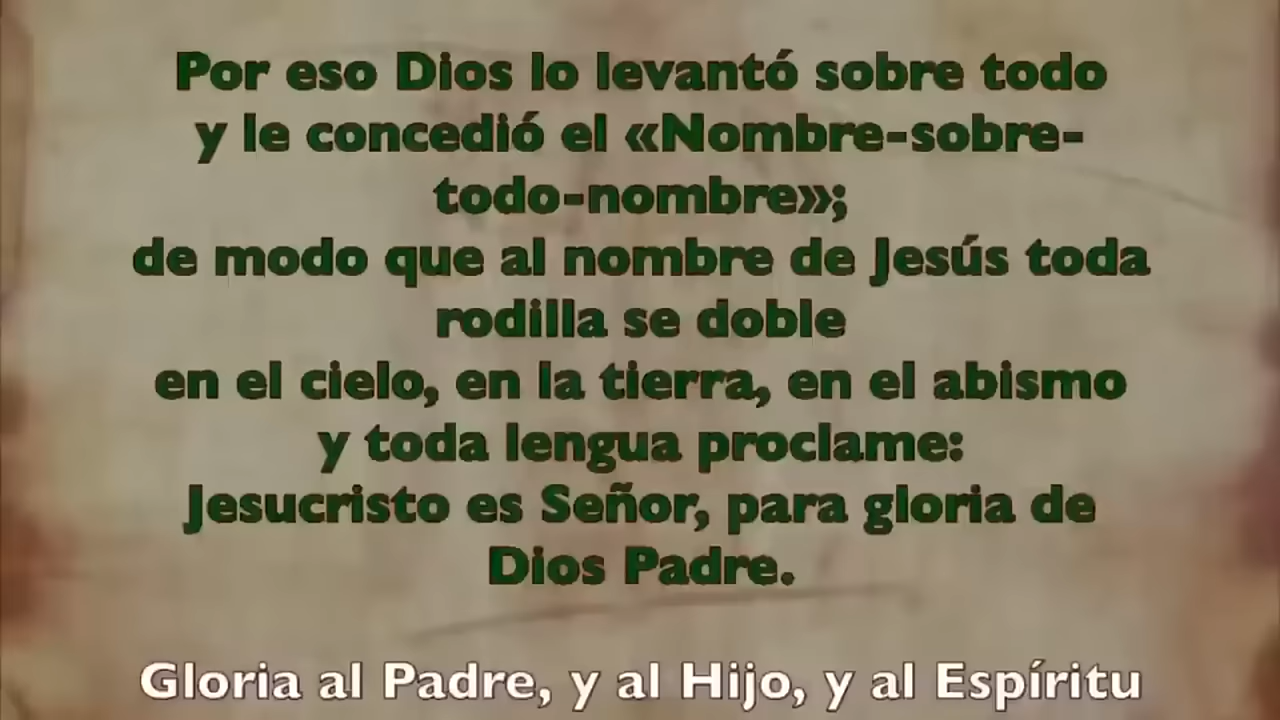 Por eso Dios lo levantó sobre todo
y le concedió el «Nombre-sobre-
todo-nombre»;
de modo que al nombre de Jesús toda
rodilla se doble
en el cielo, en la tierra, en el abismo
y toda lengua proclame:
Jesucristo es Señor, para gloria de
Dios Padre.
Gloria al Padre, y al Hijo, y al Espíritu